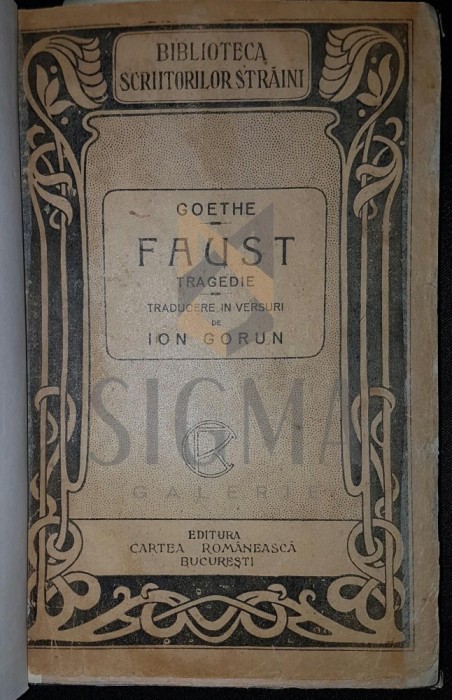 BIBLIOTECA
SCRIITORILOR STRĂINI
GOETHE
FAUST
TRAGEDIE
TRADUCERE IN VERSURI
DE
ION GORUN
SIGMA
GALERIE
EDITURA
CARTEA ROMÂNEASCĂ
BUCUREȘTI